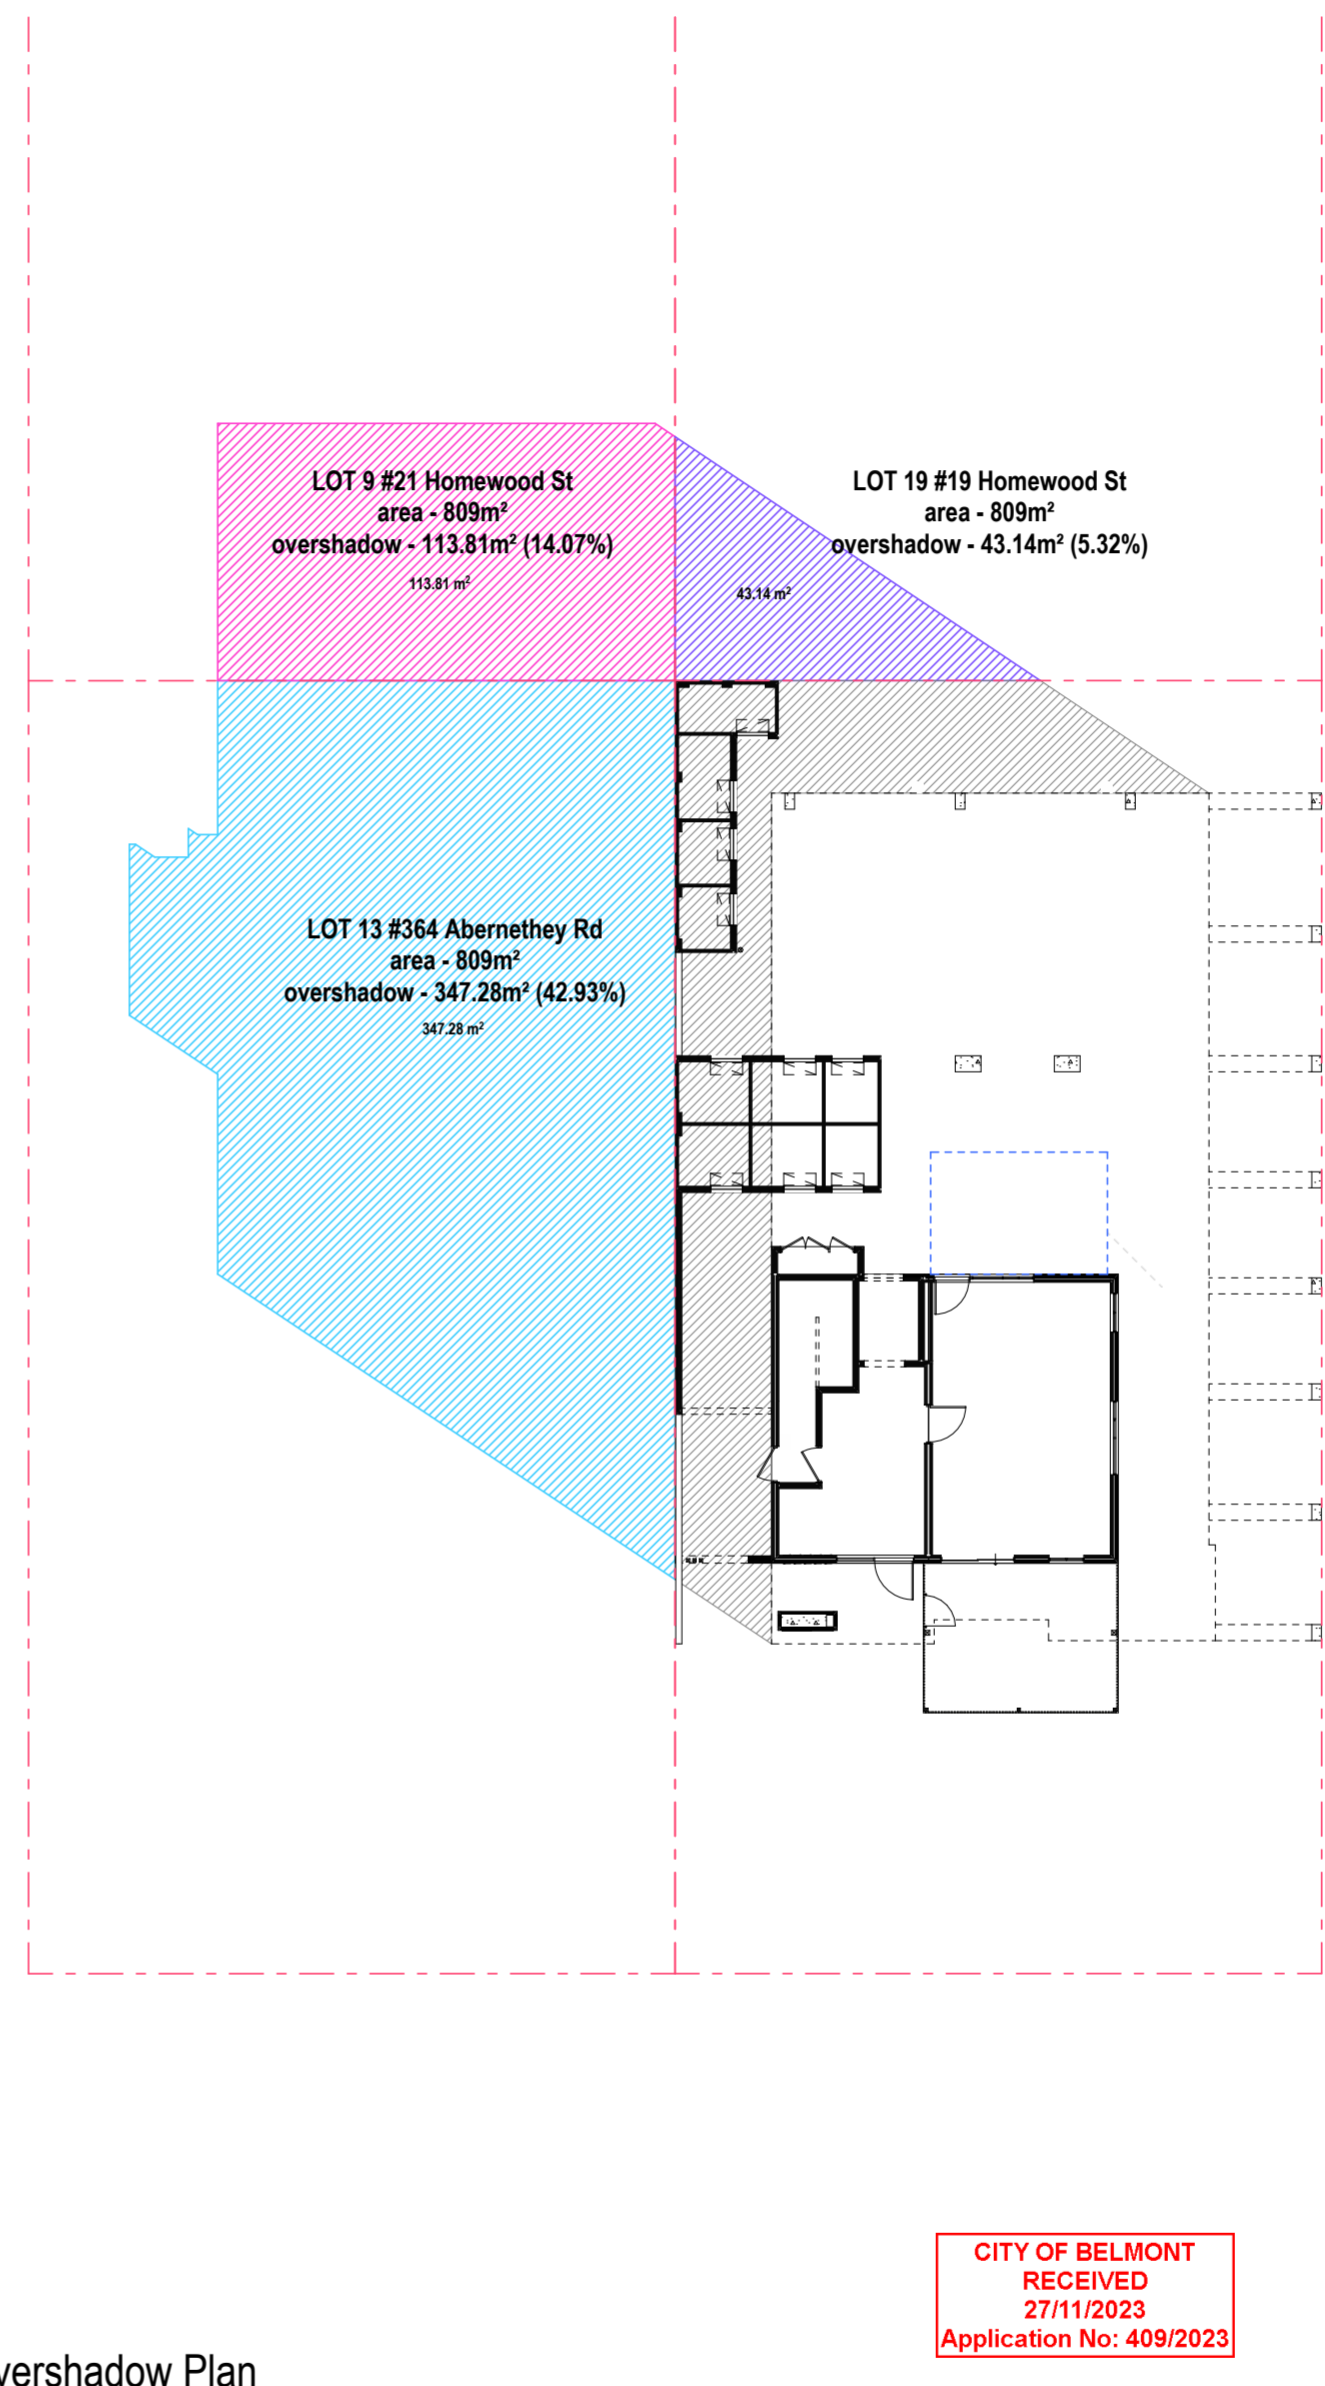 LOT 9 #21 Homewood St
area - 809m²
overshadow - 113.81m² (14.07%)
113.81 m²
LOT 19 #19 Homewood St
area - 809m²
overshadow - 43.14m² (5.32%)
43.14 m²
LOT 13 #364 Abernethey Rd
area - 809m²
overshadow - 347.28m² (42.93%)
347.28 m²
CITY OF BELMONT
RECEIVED
27/11/2023
Application No: 409/2023
vershadow Plan